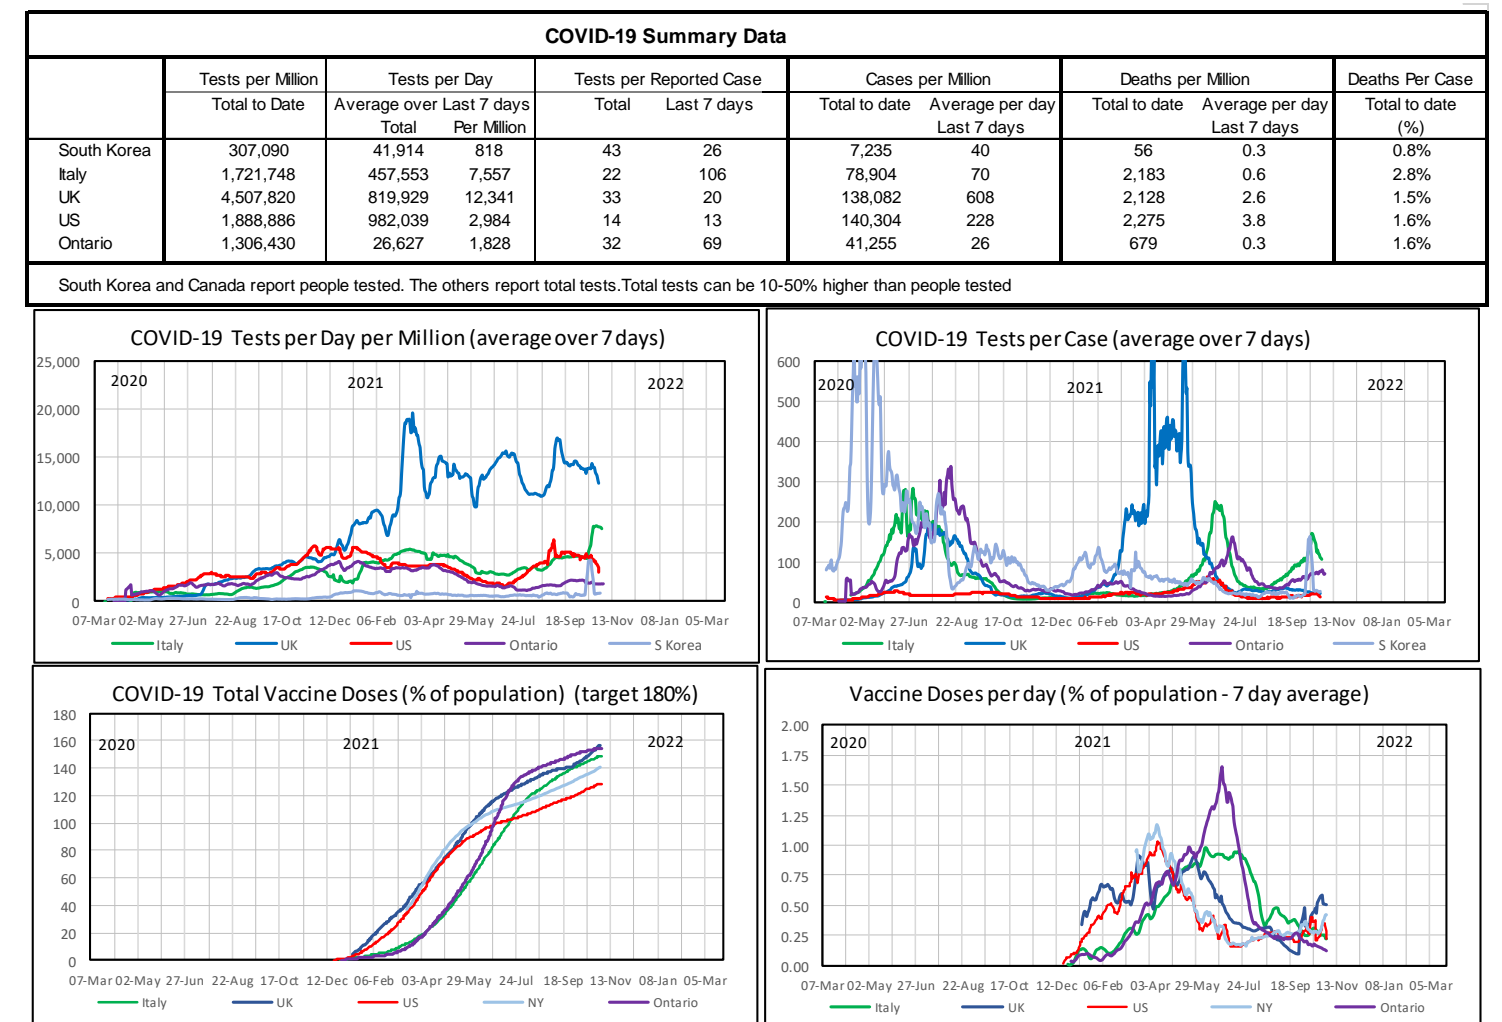 COVID-19 Summary Data
Tests per Million Tests per Day Tests per Reported Case Cases per Million Deaths per Million Deaths Per Case
Total to Date Average over Last 7 days Total Last 7 days Total to date Average per day Total to date Average per day Total to date
Total Per Million Last 7 days Last 7 days (%)
South Korea 307,090 41,914 818 43 26 7,235 40 56 0.3 0.8%
Italy 1,721,748 457,553 7,557 22 106 78,904 70 2,183 0.6 2.8%
UK 4,507,820 819,929 12,341 33 20 138,082 608 2,128 2.6 1.5%
US 1,888,886 982,039 2,984 14 13 140,304 228 2,275 3.8 1.6%
Ontario 1,306,430 26,627 1,828 32 69 41,255 26 679 0.3 1.6%
South Korea and Canada report people tested. The others report total tests.Total tests can be 10-50% higher than people tested
COVID-19 Tests per Day per Million (average over 7 days)
25,000
2020 2021 2022
20,000
15,000
10,000
5,000
0
07-Mar 02-May 27-Jun 22-Aug 17-Oct 12-Dec 06-Feb 03-Apr 29-May 24-Jul 18-Sep 13-Nov 08-Jan 05-Mar
Italy UK US Ontario S Korea
COVID-19 Tests per Case (average over 7 days)
600
2020 2021 2022
500
400
300
200
100
0
07-Mar 02-May 27-Jun 22-Aug 17-Oct 12-Dec 06-Feb 03-Apr 29-May 24-Jul 18-Sep 13-Nov 08-Jan 05-Mar
Italy UK US Ontario S Korea
COVID-19 Total Vaccine Doses (% of population) (target 180%)
180
160
2020 2021 2022
140
120
100
80
60
40
20
0
07-Mar 02-May 27-Jun 22-Aug 17-Oct 12-Dec 06-Feb 03-Apr 29-May 24-Jul 18-Sep 13-Nov 08-Jan 05-Mar
Italy UK US NY Ontario
Vaccine Doses per day (% of population - 7 day average)
2.00
2020 2021 2022
1.75
1.50
1.25
1.00
0.75
0.50
0.25
0.00
07-Mar 02-May 27-Jun 22-Aug 17-Oct 12-Dec 06-Feb 03-Apr 29-May 24-Jul 18-Sep 13-Nov 08-Jan 05-Mar
Italy UK US NY Ontario